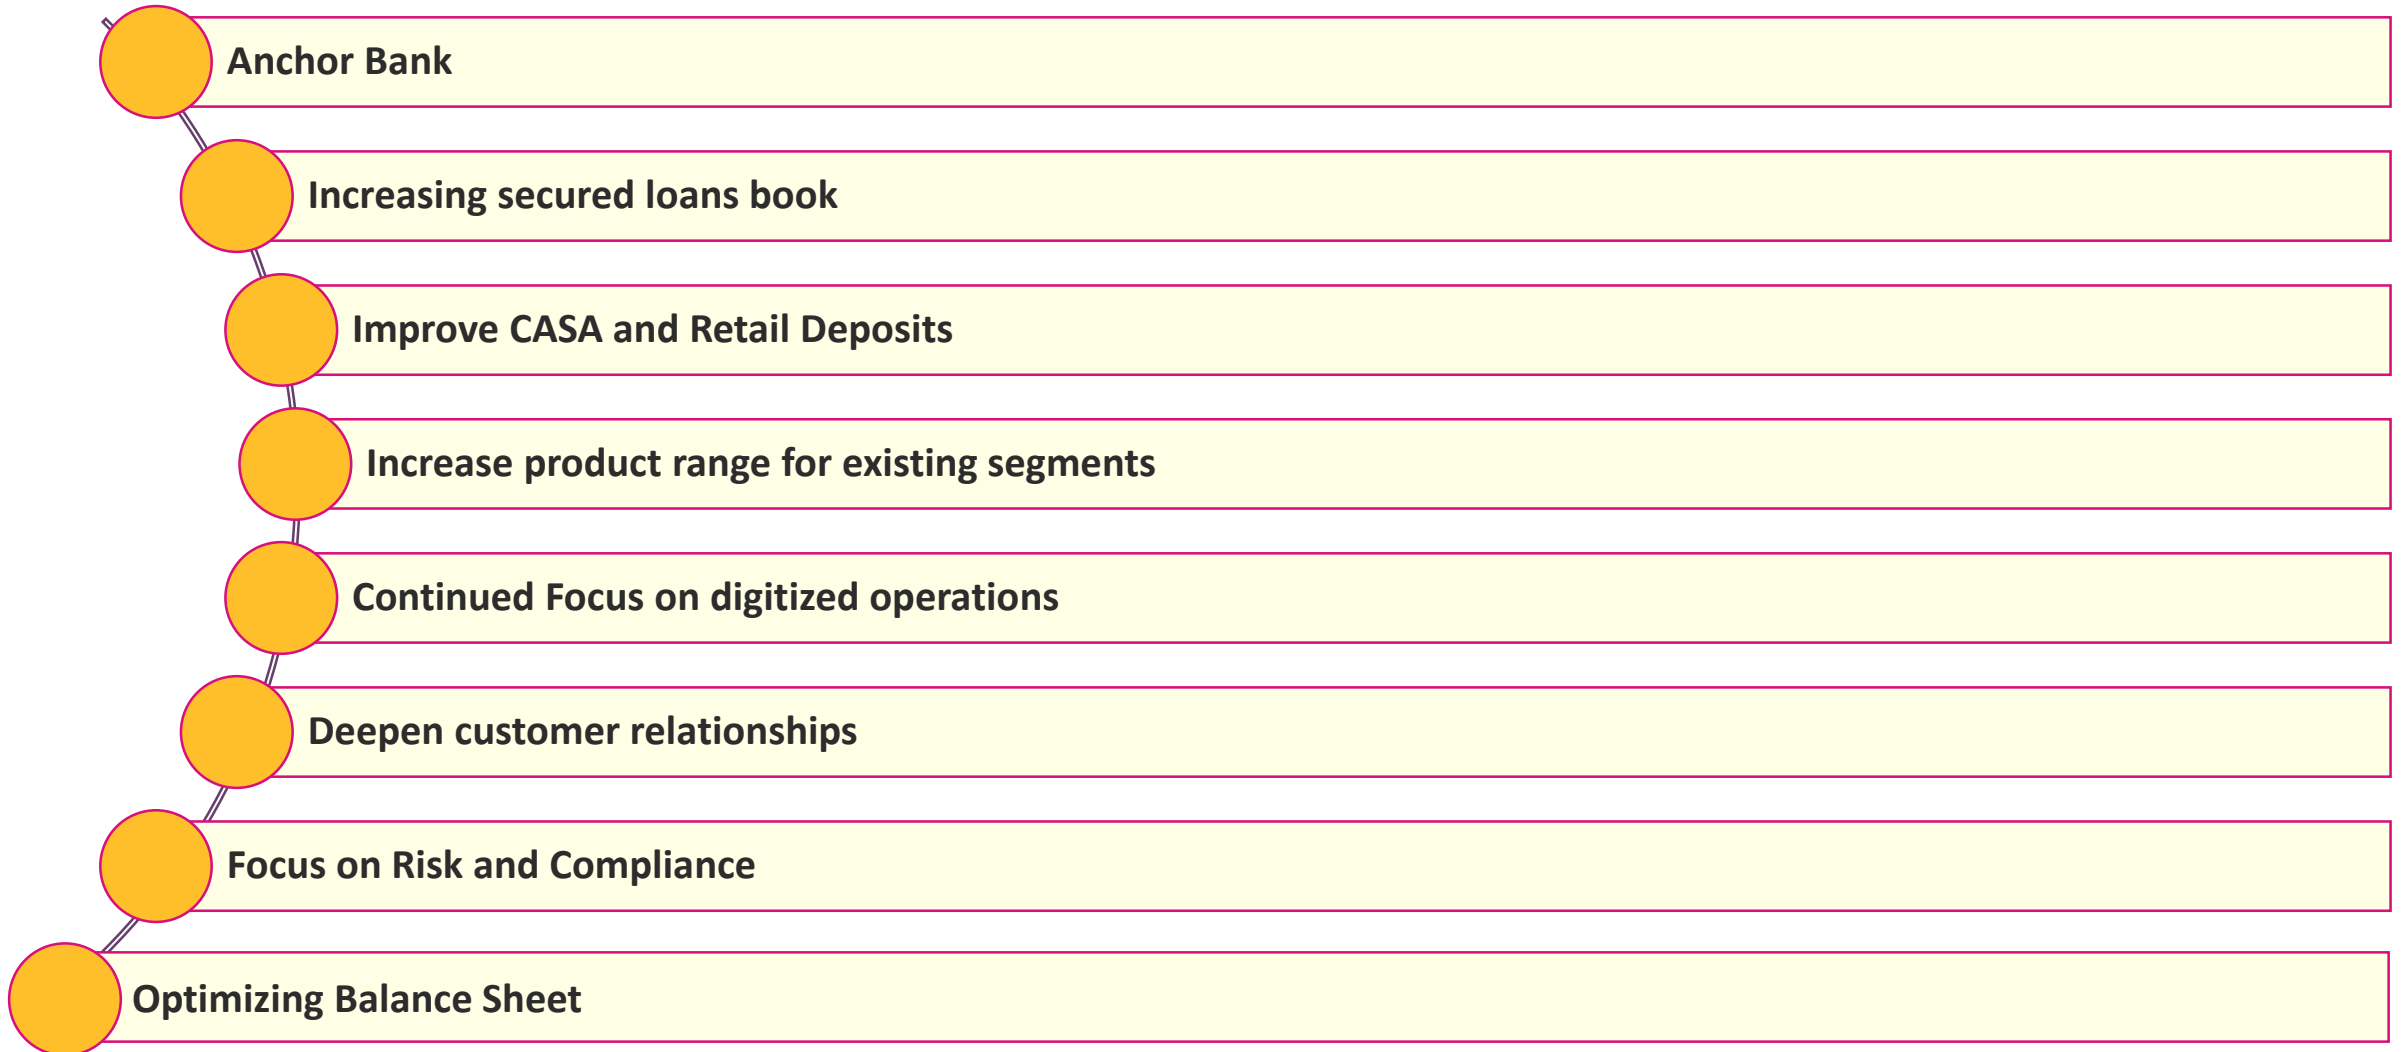 Anchor Bank
Increasing secured loans book
Improve CASA and Retail Deposits
Increase product range for existing segments
Continued Focus on digitized operations
Deepen customer relationships
Focus on Risk and Compliance
Optimizing Balance Sheet